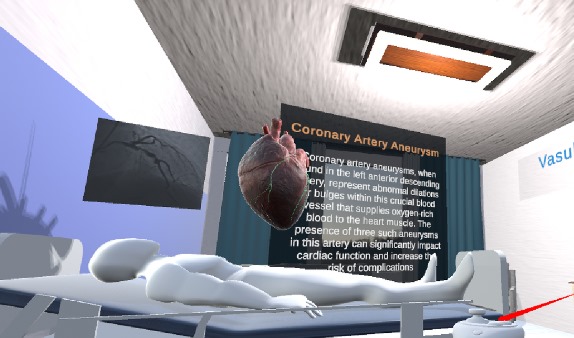 Coronary Artery Aneurysm
Coronary artery aneurysms, when
in the left anterior descending
represent abnormal dilations
bulges within this crucial blood
vessel that supplies oxygen-rich
blood to the heart muscle. The
presence of three such aneurysms
in this artery can significantly impact
cardiac function and increase the
risk of complications